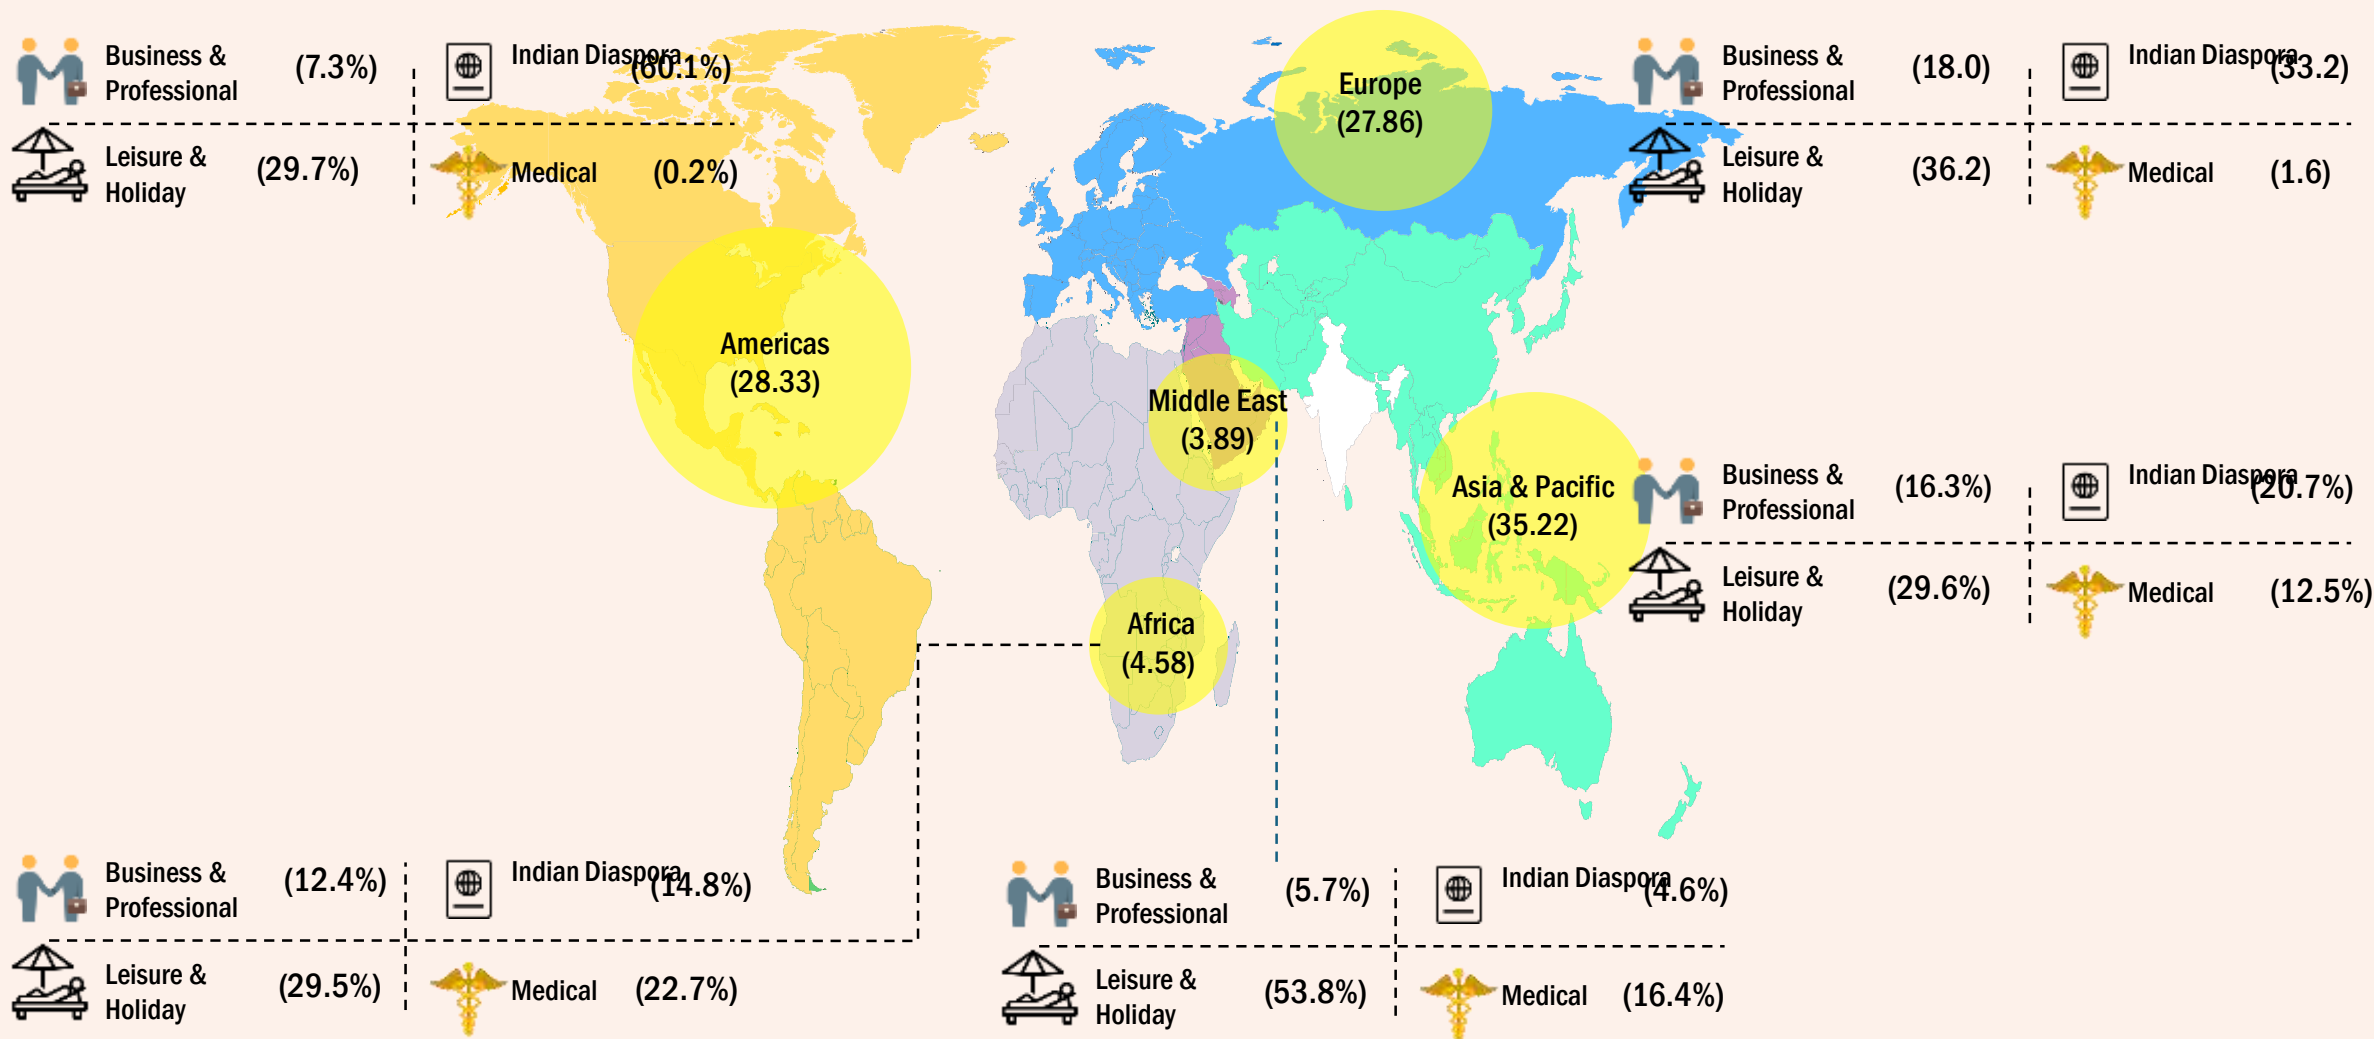 Business &
Professional
(7.3%)
Indian Diaspora
(60.1%)
Leisure &
Holiday
(29.7%)
Medical
(0.2%)
Europe
(27.86)
Business &
Professional
(18.0)
Indian Diaspora
(33.2)
Leisure &
Holiday
(36.2)
Medical
(1.6)
Americas
(28.33)
Middle East
(3.89)
Asia & Pacific
(35.22)
Business &
Professional
(16.3%)
Indian Diaspora
(20.7%)
Leisure &
Holiday
(29.6%)
Medical
(12.5%)
Africa
(4.58)
Business &
Professional
(12.4%)
Indian Diaspora
(14.8%)
Leisure &
Holiday
(29.5%)
Medical
(22.7%)
Business &
Professional
(5.7%)
Indian Diaspora
(4.6%)
Leisure &
Holiday
(53.8%)
Medical
(16.4%)